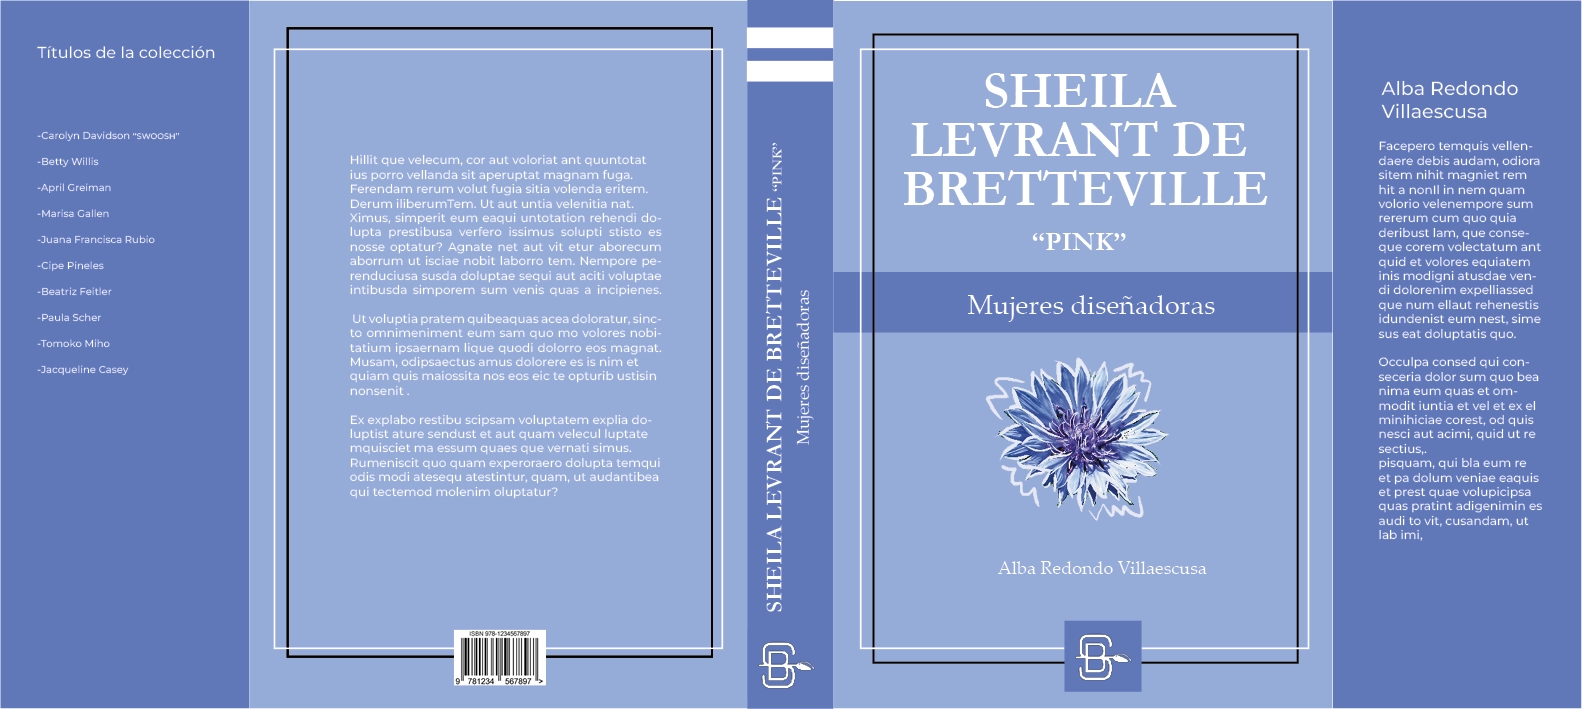 Títulos de la colección
-Carolyn Davidson "SWOOSH"
-Betty Willis
-April Greiman
-Marisa Gallen
-Juana Francisca Rubio
-Cipe Pineles
-Beatriz Feitler
-Paula Scher
-Tomoko Miho
-Jacqueline Casey
Hillit que velecum, cor aut voloriat ant quuntotat
ius porro vellanda sit aperuptat magnam fuga.
Ferendam rerum volut fugia sitia volenda eritem.
Derum iliberumTem. Ut aut untia velenitia nat.
Ximus, simperit eum eaqui untotation rehendi do-
lupta prestibusa verfero issimus solupti stisto es
nosse optatur? Agnate net aut vit etur aborecum
aborrum ut isciae nobit laborro tem. Nempore pe-
renduciusa susda doluptae sequi aut aciti voluptae
intibusda simporem sum venis quas a incipienes.
Ut voluptia pratem quibeaquas acea doloratur, sinc-
to omnimeniment eum sam quo mo volores nobi-
tatium ipsaernam lique quodi dolorro eos magnat.
Musam, odipsaectus amus dolorere es is nim et
quiam quis maiossita nos eos eic te opturib ustisin
nonsenit .
Ex explabo restibu scipsam voluptatem explia do-
luptist ature sendust et aut quam velecul luptate
mquisciet ma essum quaes que vernati simus.
Rumeniscit quo quam experoraero dolupta temqui
odis modi atesequ atestintur, quam, ut audantibea
qui tectemod molenim oluptatur?
ISBN 978-1234567897
9 781234 567897 >
SHEILA LEVRANT DE BRETTEVILLE “PINK”
Mujeres diseñadoras
SB
SHEILA
LEVRANT DE
BRETTEVILLE
“PINK”
Mujeres diseñadoras
Alba Redondo Villaescusa
SB
Alba Redondo
Villaescusa
Facepero temquis vellen-
daere debis audam, odiora
sitem nihit magniet rem
hit a nonll in nem quam
volorio velenempore sum
rererum cum quo quia
deribust lam, que conse-
que corem volectatum ant
quid et volores equiatem
inis modigni atusdae ven-
di dolorenim expelliassed
que num ellaut rehenestis
idundenist eum nest, sime
sus eat doluptatis quo.
Occulpa consed qui con-
seceria dolor sum quo bea
nima eum quas et om-
modit iuntia et vel et ex el
minihiciae corest, od quis
nesci aut acimi, quid ut re
sectius,.
pisquam, qui bla eum re
et pa dolum veniae eaquis
et prest quae volupicipsa
quas pratint adigenimin es
audi to vit, cusandam, ut
lab imi,